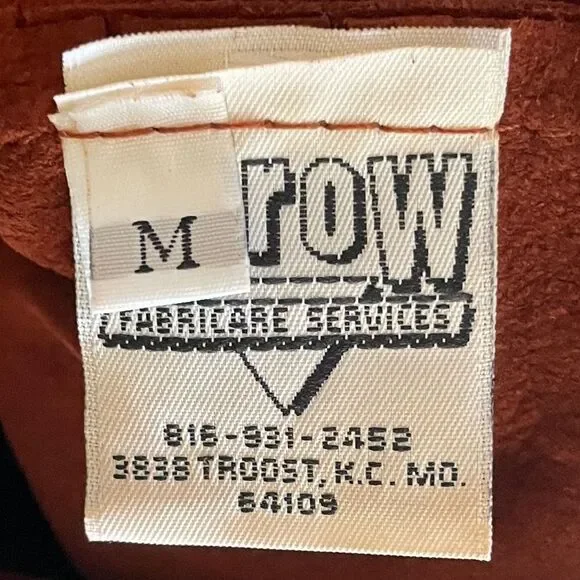 M
row
FABRICARE SERVICES
816-931-2452
3838 TROOST, K.C. MO.
64109